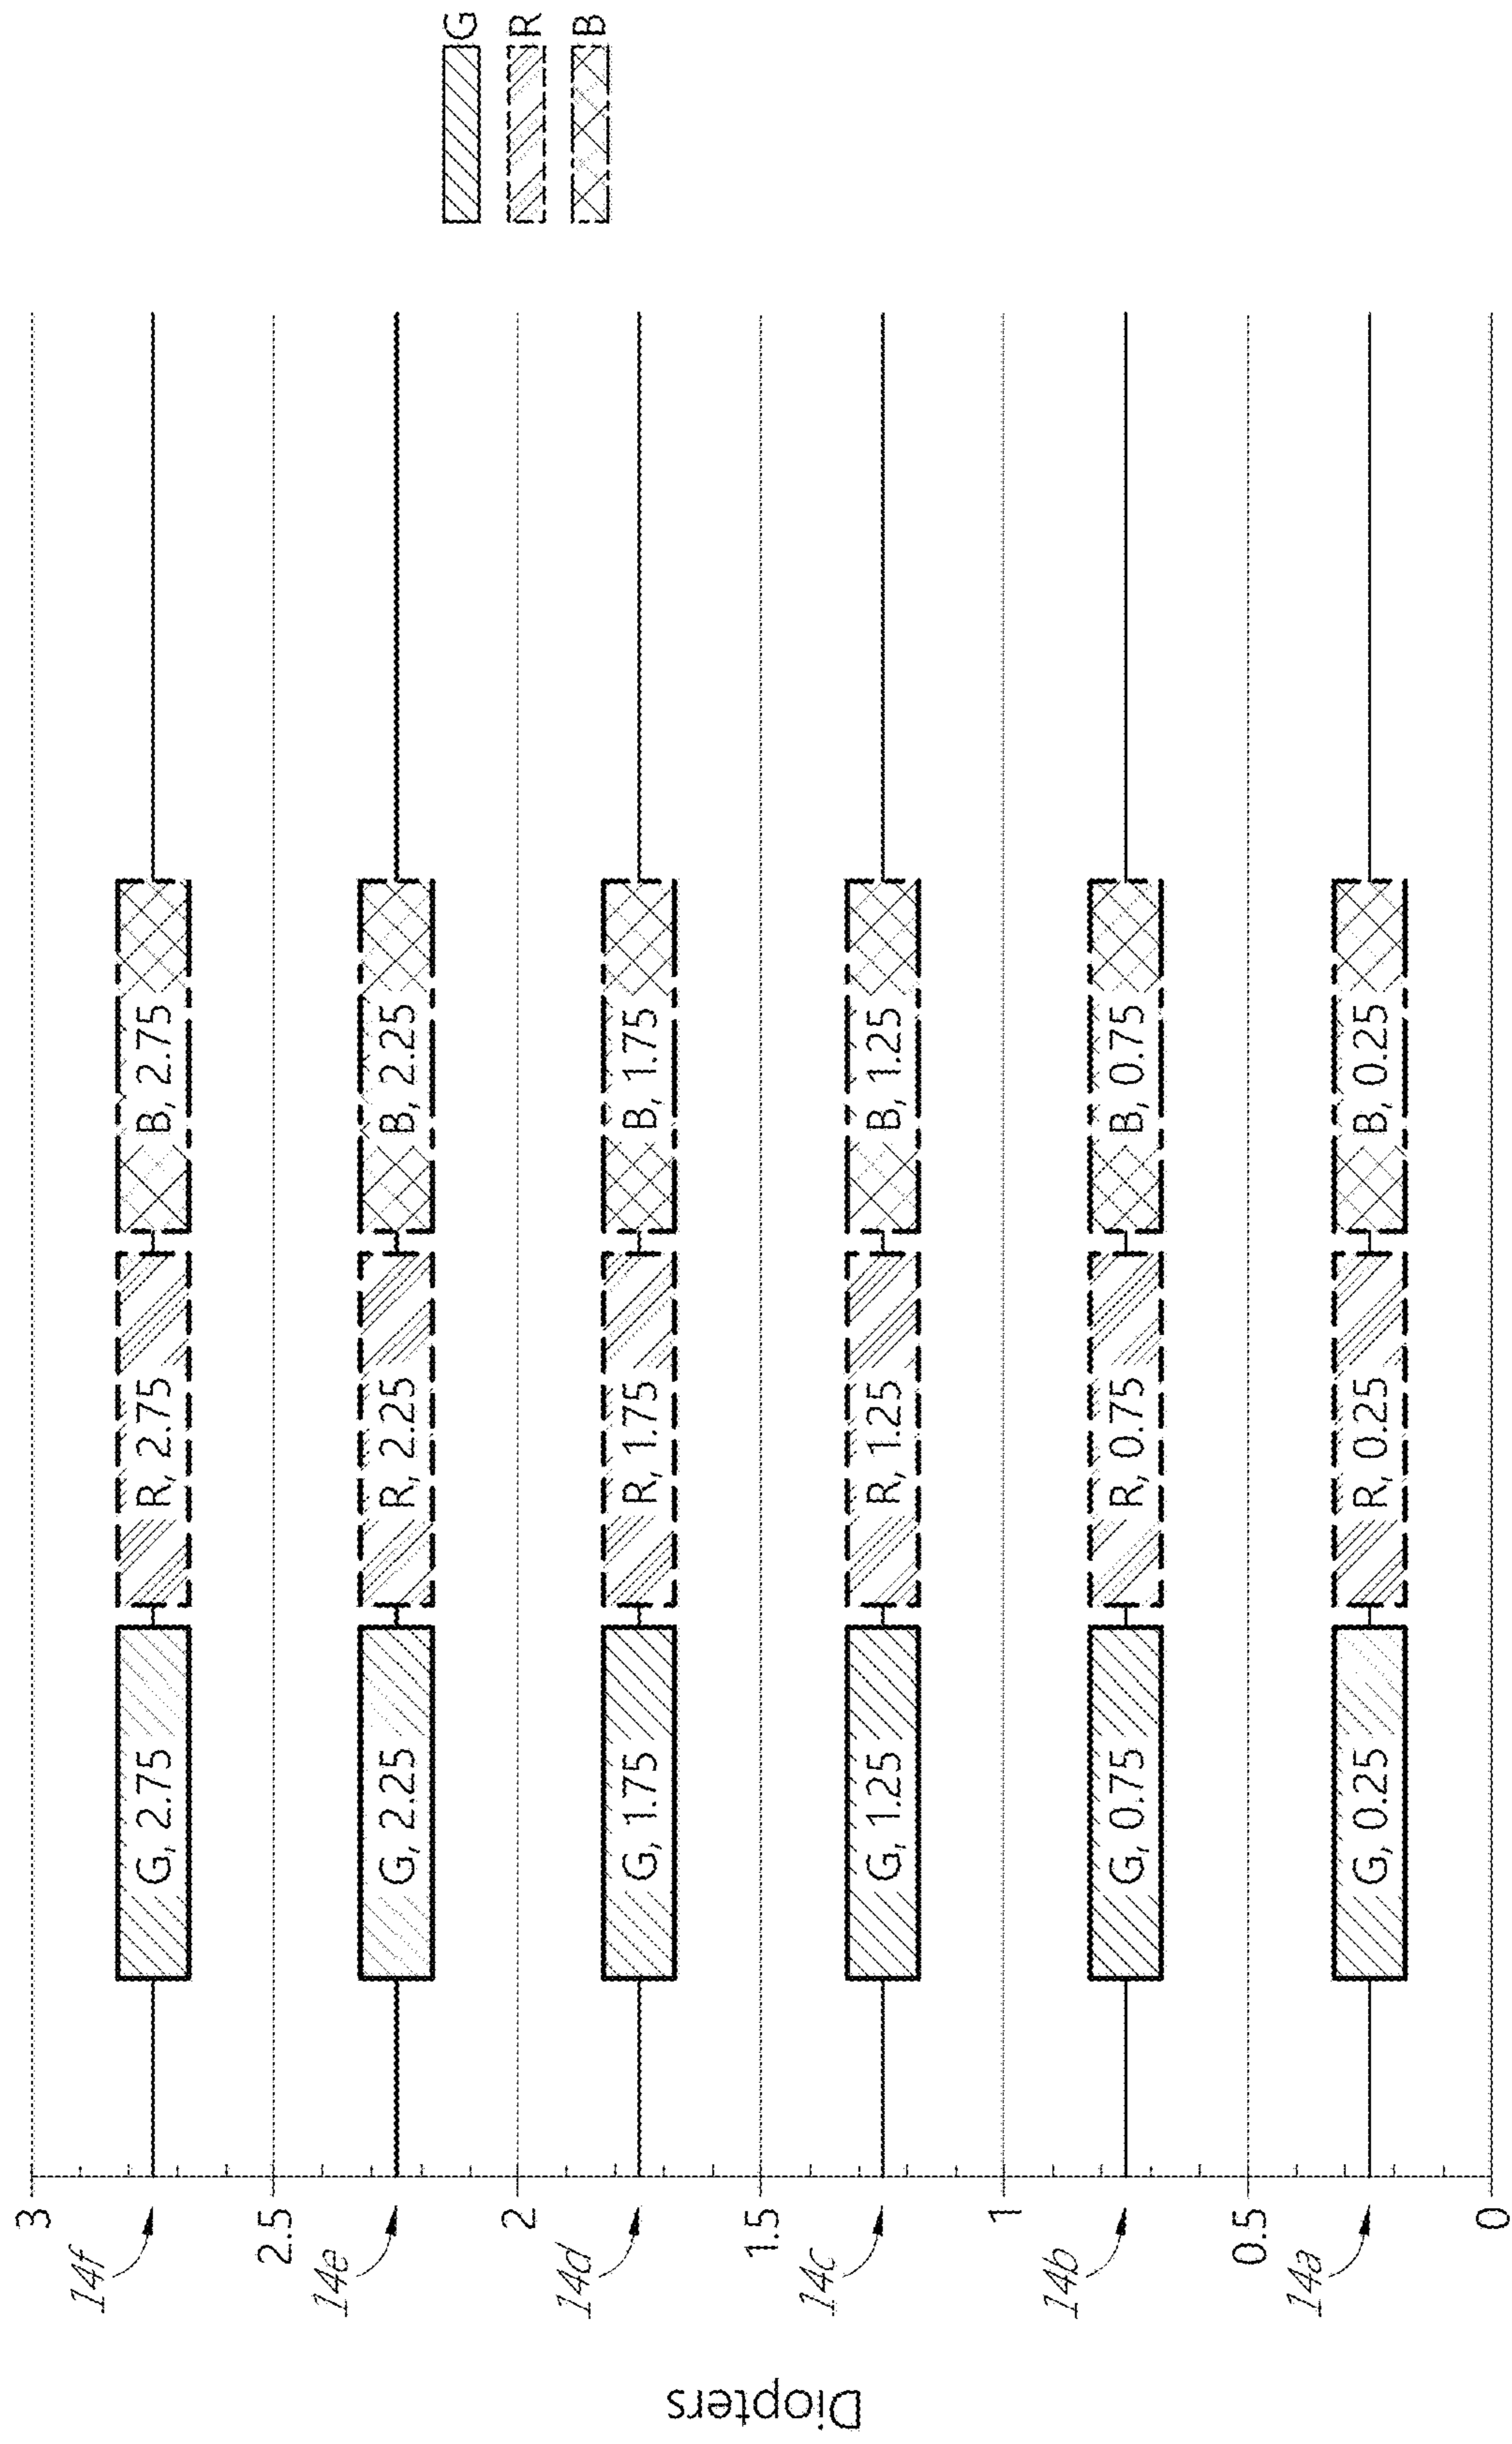 Diopters
3
14f
G, 2.75
R, 2.75
B, 2.75
2.5
14e
G, 2.25
R, 2.25
B, 2.25
2
14d
G, 1.75
R, 1.75
B, 1.75
1.5
14c
G, 1.25
R, 1.25
B, 1.25
1
14b
G, 0.75
R, 0.75
B, 0.75
0.5
14a
G, 0.25
R, 0.25
B, 0.25
0
G
R
B